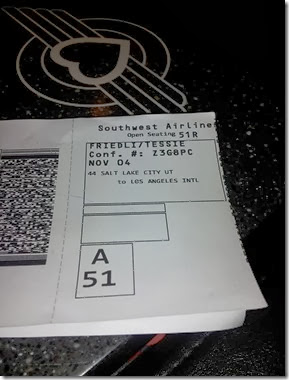 Southwest Airline
Open Seating 51R
FRIEDLI/TESSIE
Conf. #: Z3G8PC
NOV 04
44 SALT LAKE CITY UT
to LOS ANGELES INTL
A
51